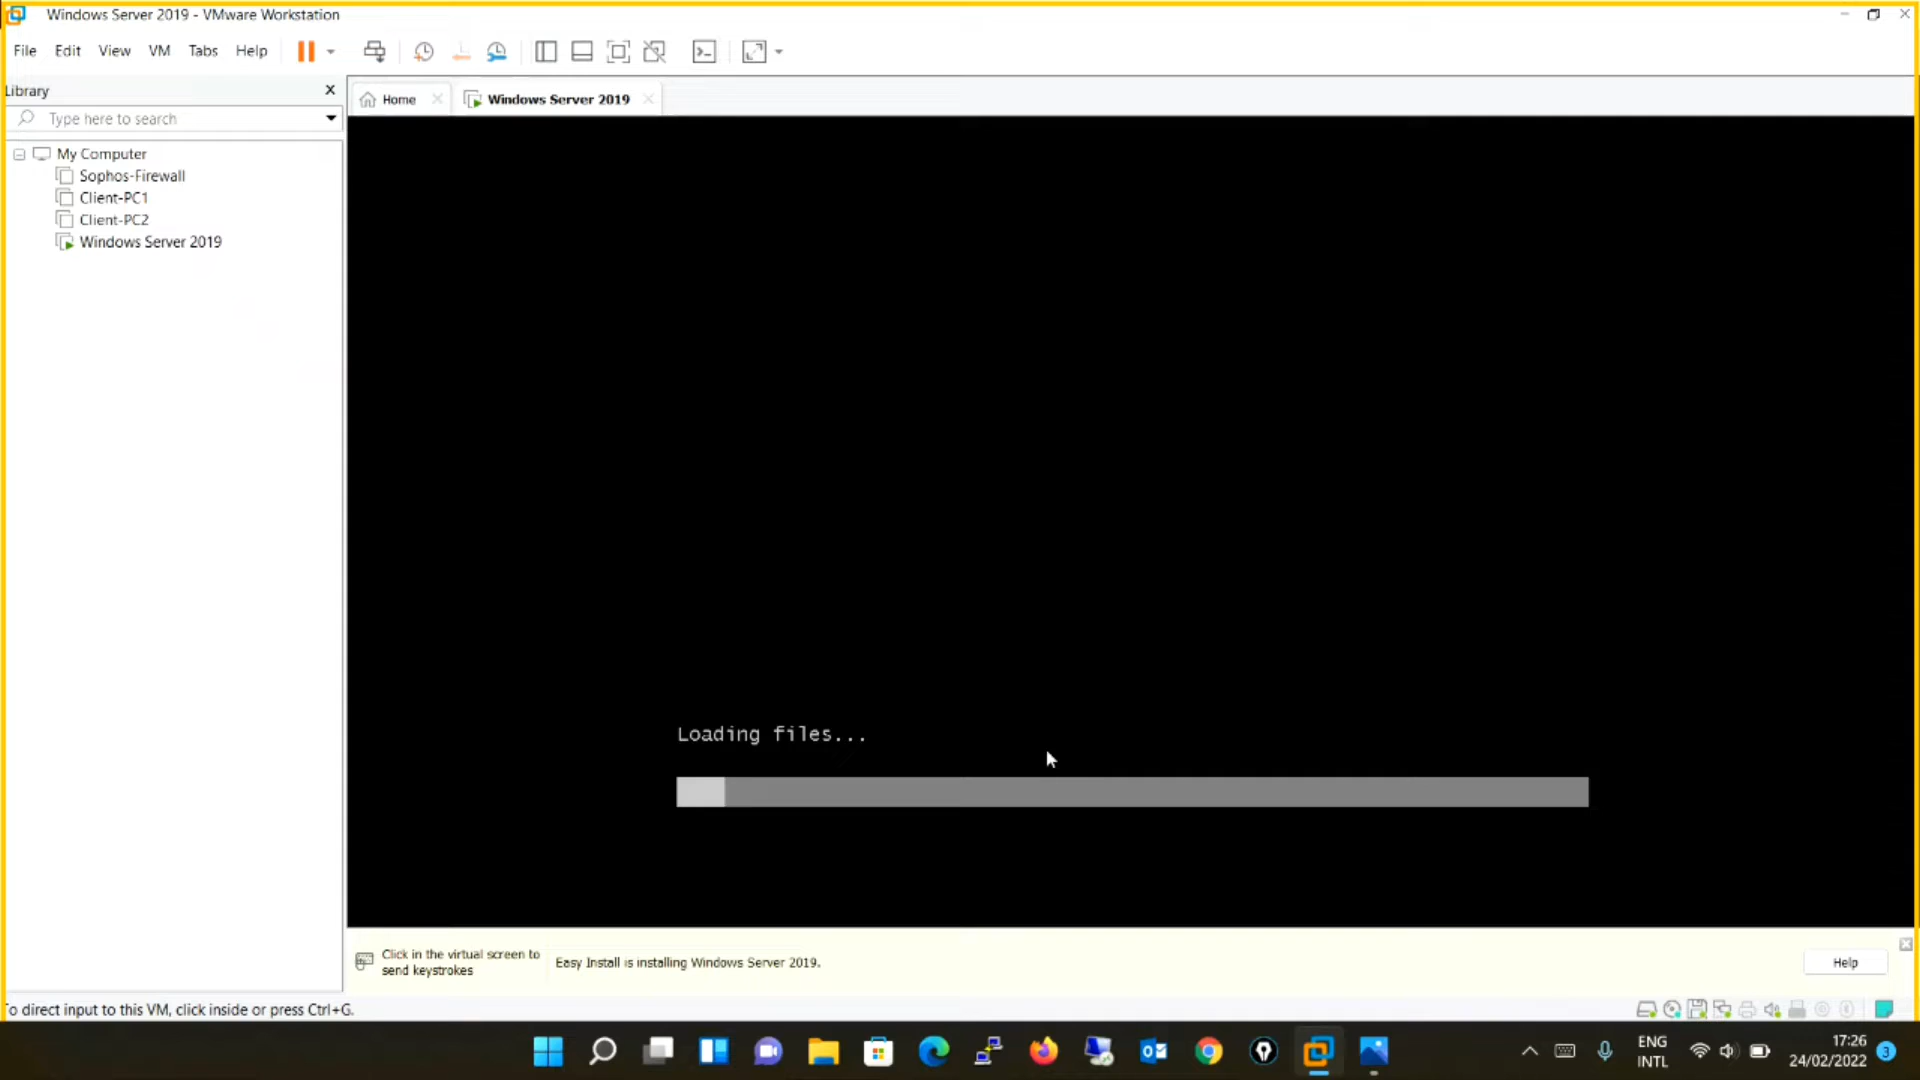 Windows Server 2019 - VMware Workstation
File Edit View VM Tabs Help
Library
Home
Windows Server 2019
Type here to search
My Computer
Sophos-Firewall
Client-PC1
Client-PC2
Windows Server 2019
Loading files...
Click in the virtual screen to
send keystrokes
Easy Install is installing Windows Server 2019.
Help
To direct input to this VM, click inside or press Ctrl+G.
ENG
INTL
17:26
24/02/2022
3